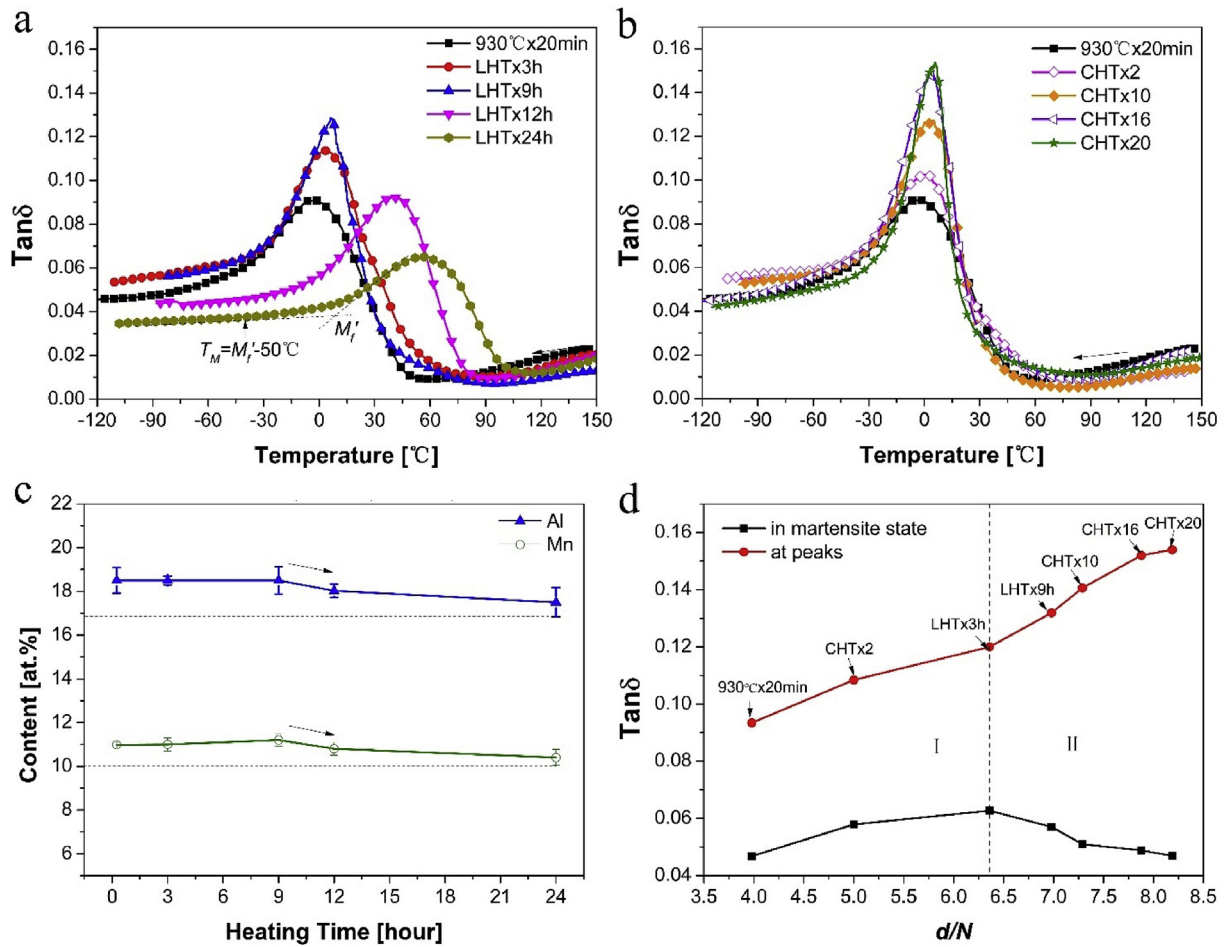 a
0.16
0.14
0.12
0.10
0.08
0.06
0.04
0.02
0.00
Tanδ
930℃x20min
LHTx3h
LHTx9h
LHTx12h
LHTx24h
Mf'
TM=Mf'-50℃
-120 -90 -60 -30 0 30 60 90 120 150
Temperature [℃]
b
0.16
0.14
0.12
0.10
0.08
0.06
0.04
0.02
0.00
Tanδ
930℃x20min
CHTx2
CHTx10
CHTx16
CHTx20
-120 -90 -60 -30 0 30 60 90 120 150
Temperature [℃]
c
22
20
18
16
14
12
10
8
6
Content [at.%]
Al
Mn
0 3 6 9 12 15 18 21 24
Heating Time [hour]
d
0.16
0.14
0.12
0.10
0.08
0.06
0.04
Tanδ
in martensite state
at peaks
930℃x20min
CHTx2
LHTx3h
LHTx9h
CHTx10
CHTx16
CHTx20
I
II
3.5 4.0 4.5 5.0 5.5 6.0 6.5 7.0 7.5 8.0 8.5
d/N